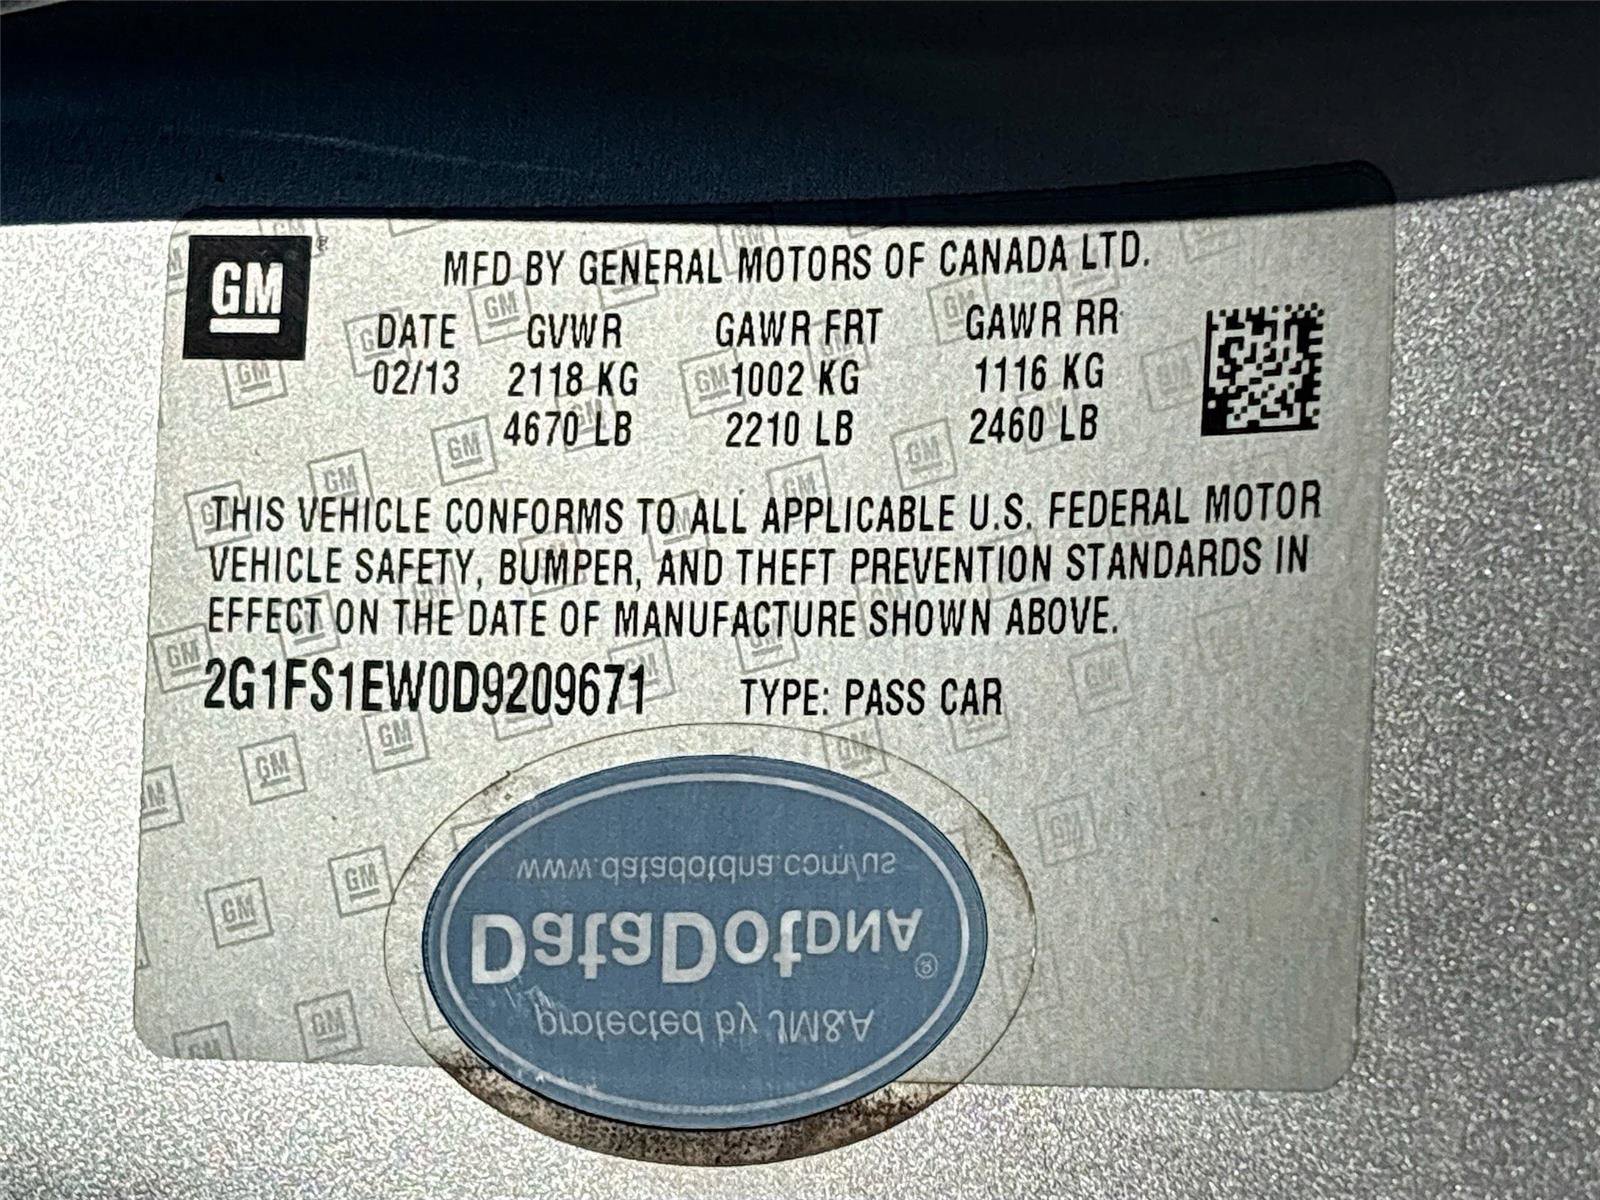 GM
MFD BY GENERAL MOTORS OF CANADA LTD.
DATE GVWR GAWR FRT GAWR RR
02/13 2118 KG 1002 KG 1116 KG
4670 LB 2210 LB 2460 LB
THIS VEHICLE CONFORMS TO ALL APPLICABLE U.S. FEDERAL MOTOR
VEHICLE SAFETY, BUMPER, AND THEFT PREVENTION STANDARDS IN
EFFECT ON THE DATE OF MANUFACTURE SHOWN ABOVE.
2G1FS1EW0D9209671 TYPE: PASS CAR
www.datadotdna.com/us
DataDotDNA®
protected by JM&A